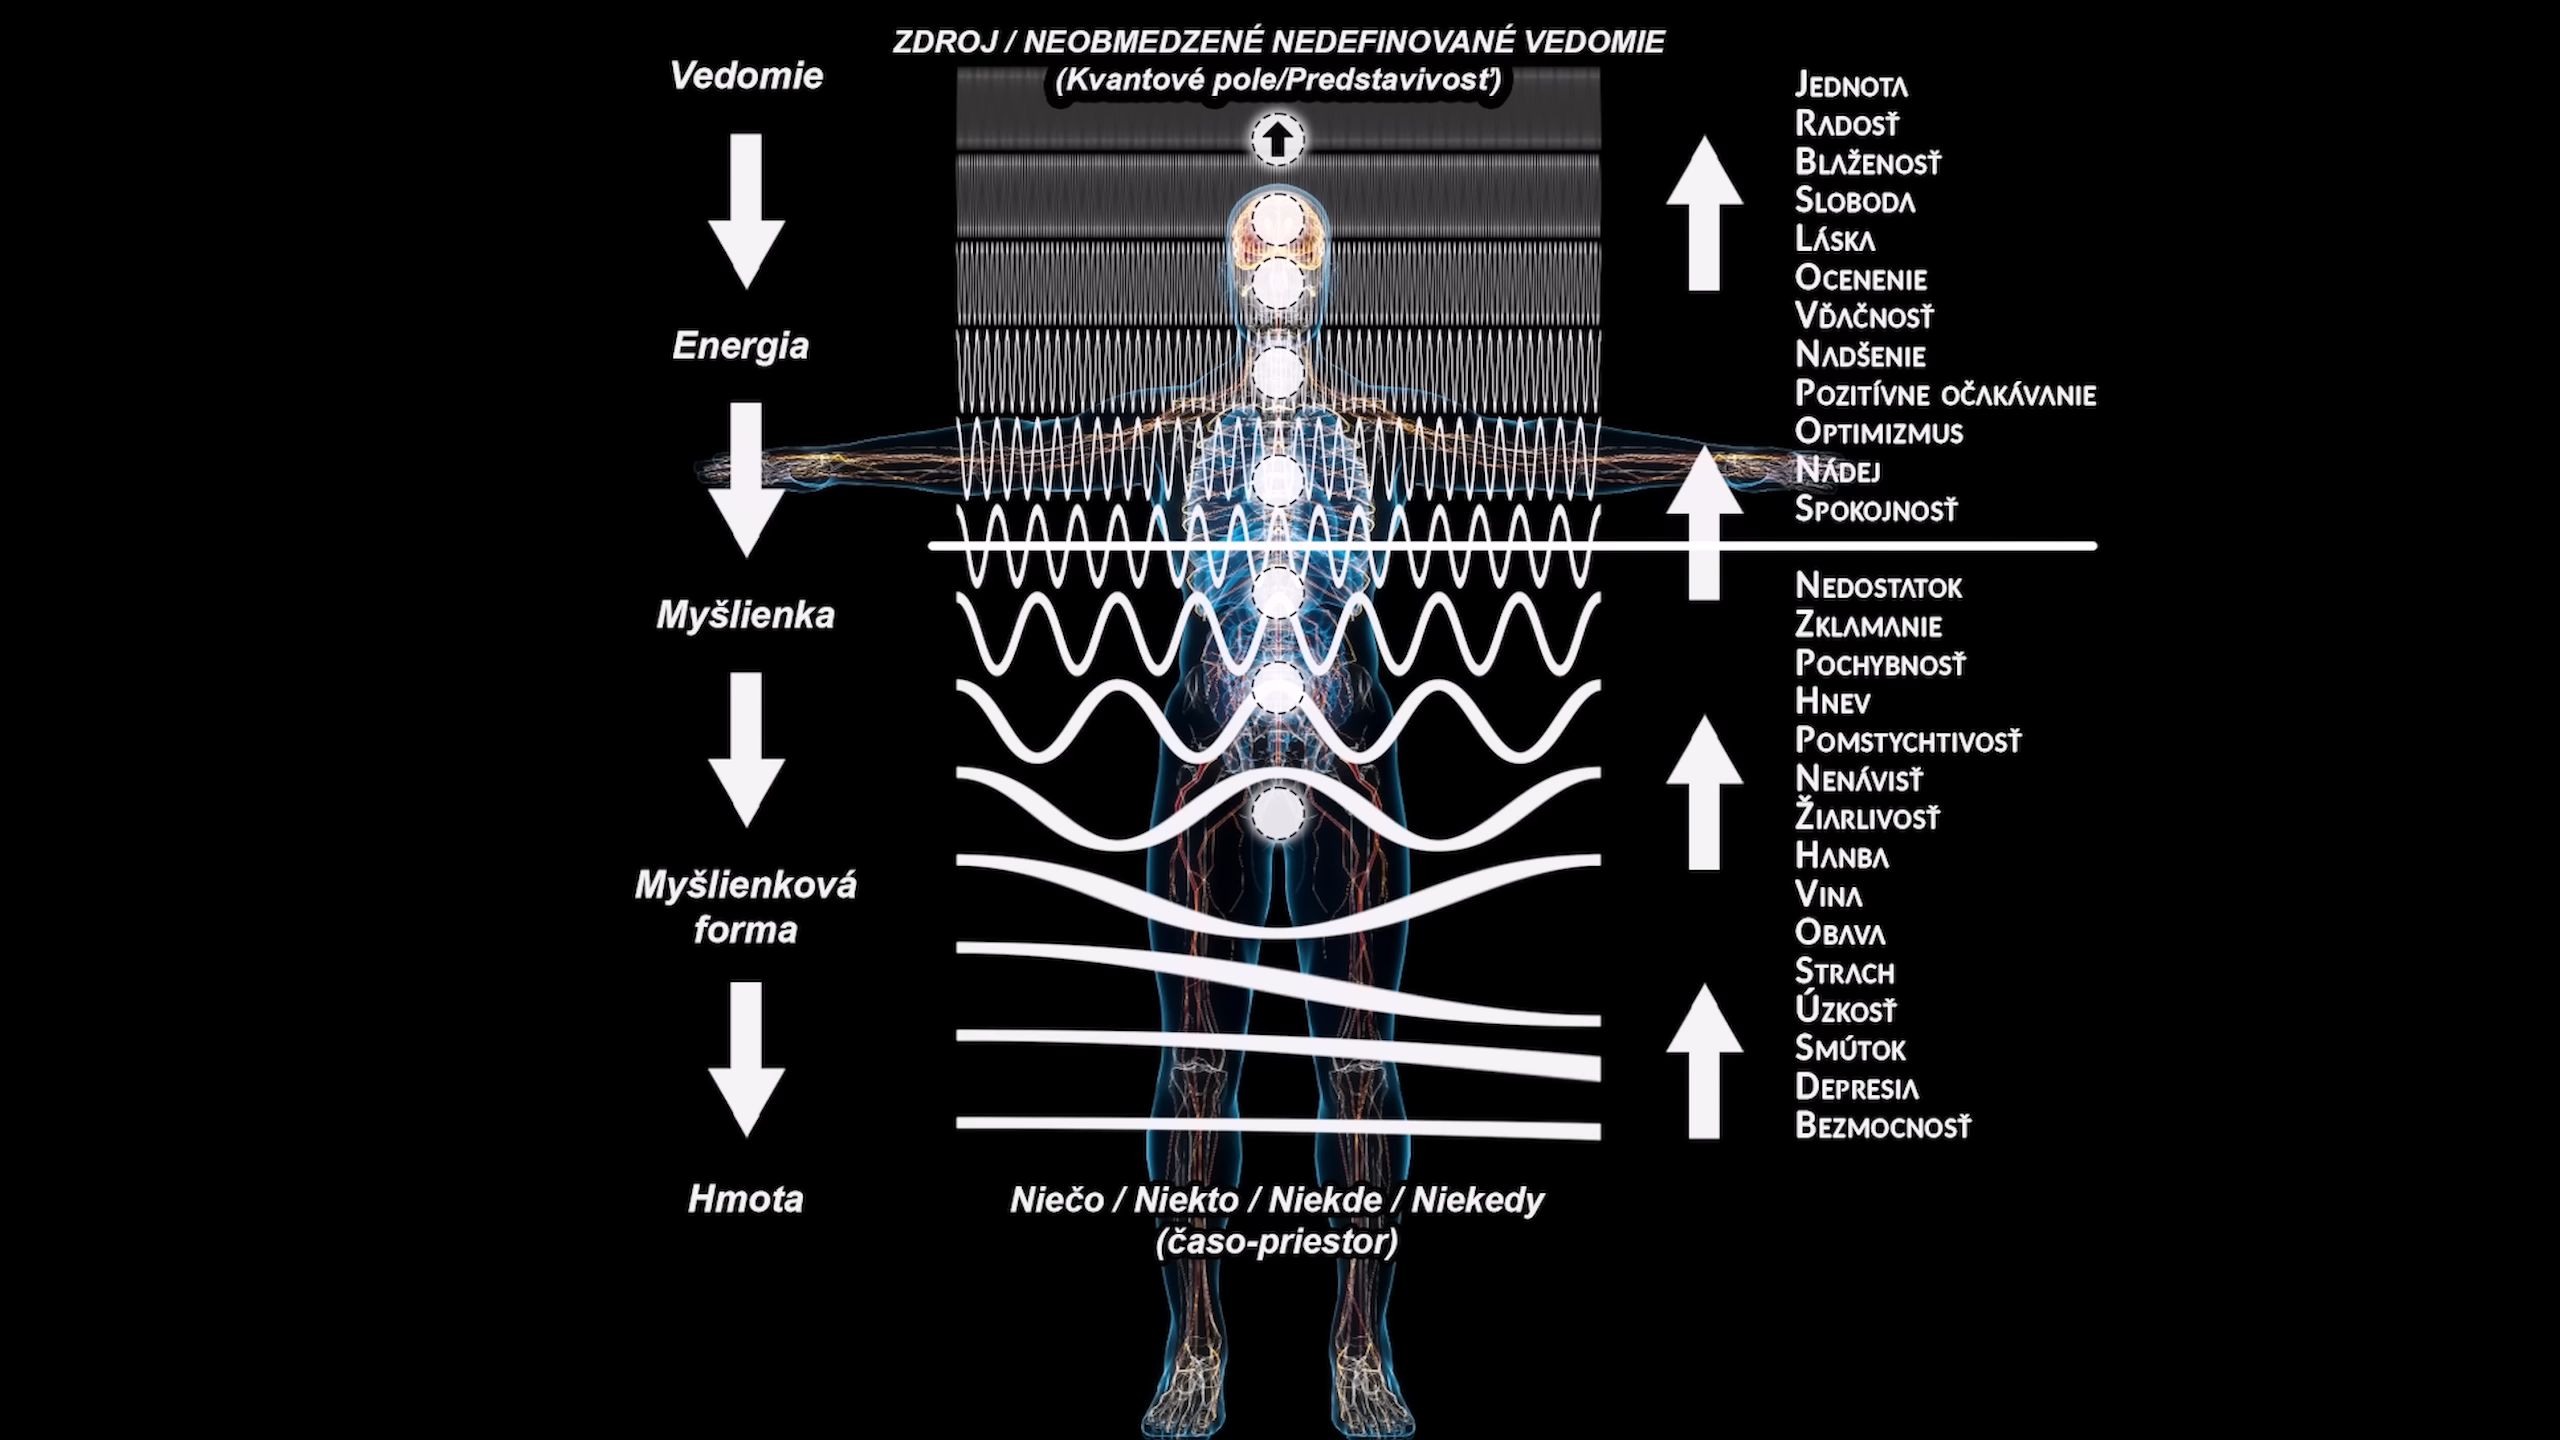 ZDROJ / NEOBMEDZENÉ NEDEFINOVANÉ VEDOMIE
(Kvantové pole/Predstavivosť)
Vedomie
Energia
Myšlienka
Myšlienková
forma
Hmota
Niečo / Niekto / Niekde / Niekedy
(časo-priestor)
JEDNOTA
RADOSŤ
BLAŽENOSŤ
SLOBODA
LÁSKA
OCENENIE
VĎAČNOSŤ
NADŠENIE
POZITÍVNE OČAKÁVANIE
OPTIMIZMUS
NÁDEJ
SPOKOJNOSŤ
NEDOSTATOK
ZKLAMANIE
POCHYBNOSŤ
HNEV
POMSTYCHTIVOSŤ
NENÁVISŤ
ŽIARLIVOSŤ
HANBA
VINA
OBAVA
STRACH
ÚZKOSŤ
SMÚTOK
DEPRESIA
BEZMOCNOSŤ